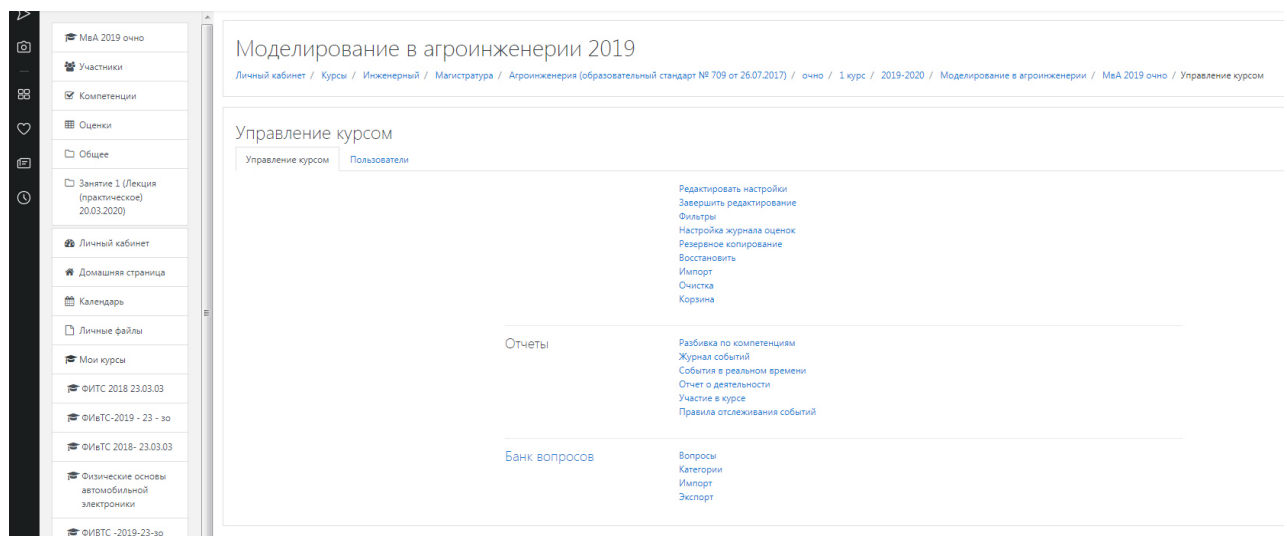 МвА 2019 очно
Участники
Компетенции
Оценки
Общее
Занятие 1 (Лекция
(практическое)
20.03.2020)
Личный кабинет
Домашняя страница
Календарь
Личные файлы
Мои курсы
ФИТС 2018 23.03.03
ФИвТС-2019 - 23 - зо
ФИвТС 2018- 23.03.03
Физические основы
автомобильной
электроники
ФИВТС -2019-23-зо
Моделирование в агроинженерии 2019
Личный кабинет / Курсы / Инженерный / Магистратура / Агроинженерия (образовательный стандарт № 709 от 26.07.2017) / очно / 1 курс / 2019-2020 / Моделирование в агроинженерии / МвА 2019 очно / Управление курсом
Управление курсом
Управление курсом Пользователи
Редактировать настройки
Завершить редактирование
Фильтры
Настройка журнала оценок
Резервное копирование
Восстановить
Импорт
Очистка
Корзина
Отчеты
Разбивка по компетенциям
Журнал событий
События в реальном времени
Отчет о деятельности
Участие в курсе
Правила отслеживания событий
Банк вопросов
Вопросы
Категории
Импорт
Экспорт